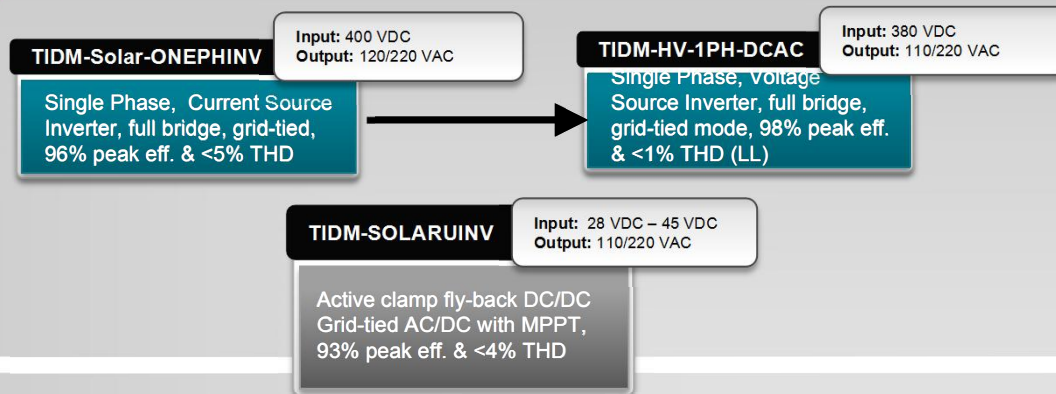 TIDM-Solar-ONEPHINV
Input: 400 VDC
Output: 120/220 VAC
Single Phase, Current Source
Inverter, full bridge, grid-tied,
96% peak eff. & <5% THD
TIDM-HV-1PH-DCAC
Input: 380 VDC
Output: 110/220 VAC
Single Phase, Voltage
Source Inverter, full bridge,
grid-tied mode, 98% peak eff.
& <1% THD (LL)
TIDM-SOLARUINV
Input: 28 VDC – 45 VDC
Output: 110/220 VAC
Active clamp fly-back DC/DC
Grid-tied AC/DC with MPPT,
93% peak eff. & <4% THD